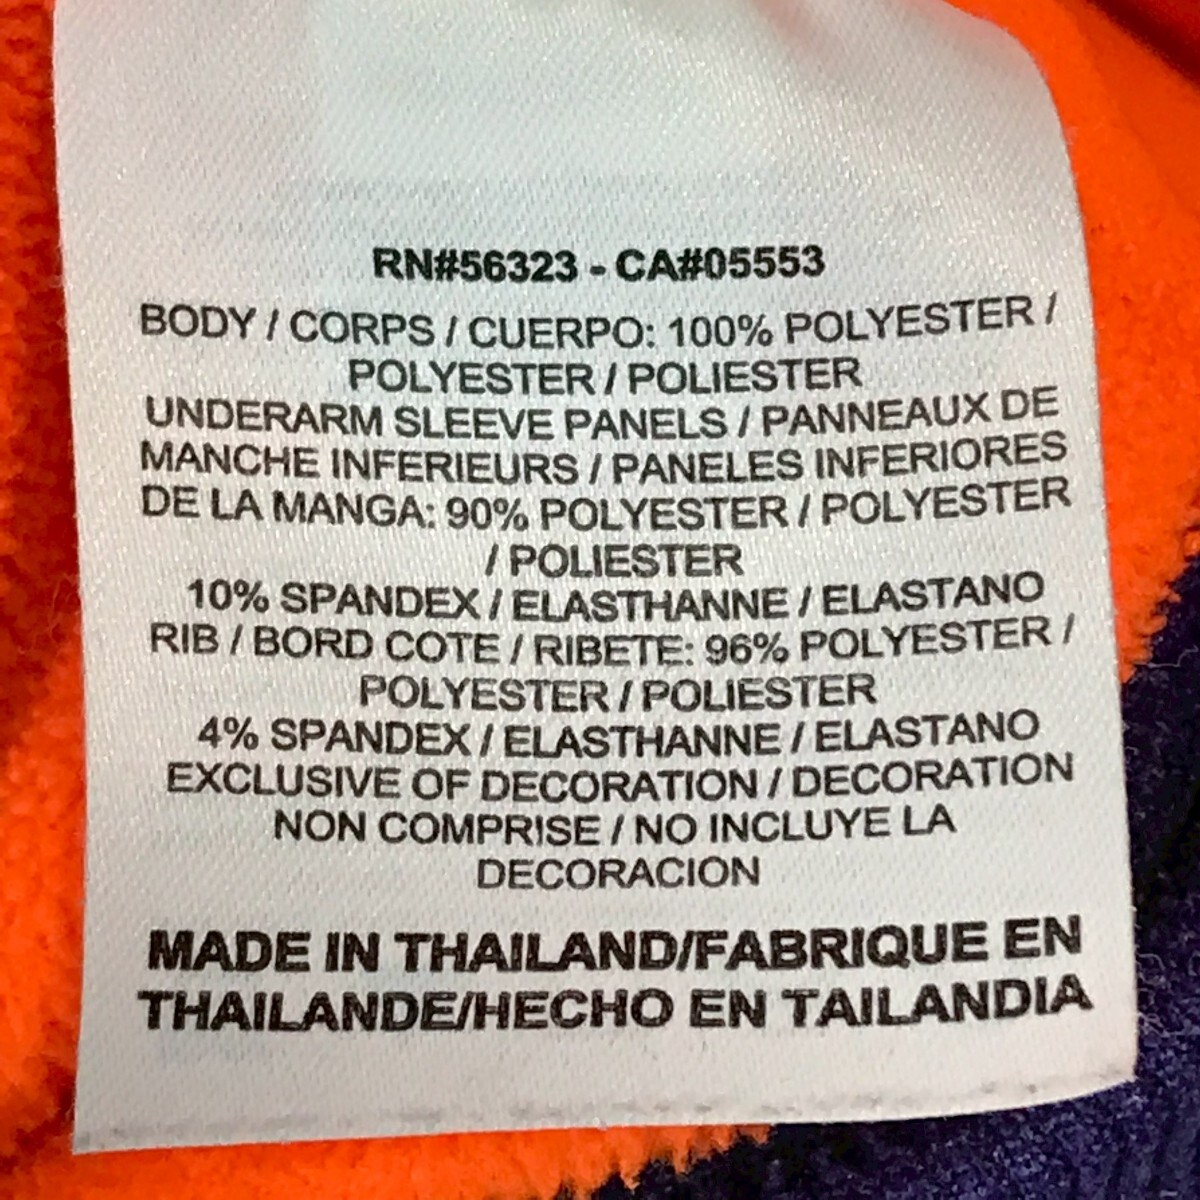 RN#56323 - CA#05553
BODY / CORPS / CUERPO: 100% POLYESTER /
POLYESTER / POLIESTER
UNDERARM SLEEVE PANELS / PANNEAUX DE
MANCHE INFERIEURS / PANELES INFERIORES
DE LA MANGA: 90% POLYESTER / POLYESTER
/ POLIESTER
10% SPANDEX / ELASTHANNE / ELASTANO
RIB / BORD COTE / RIBETE: 96% POLYESTER /
POLYESTER / POLIESTER
4% SPANDEX / ELASTHANNE / ELASTANO
EXCLUSIVE OF DECORATION / DECORATION
NON COMPRISE / NO INCLUYE LA
DECORACION
MADE IN THAILAND/FABRIQUE EN
THAILANDE/HECHO EN TAILANDIA